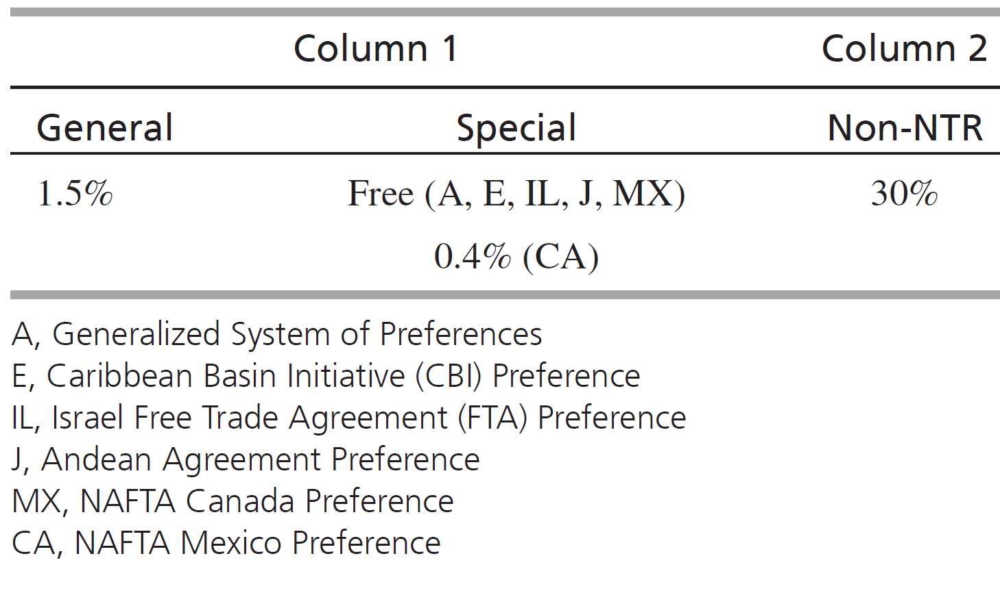 Column 1 Column 2
General Special Non-NTR
1.5% Free (A, E, IL, J, MX) 30%
0.4% (CA)
A, Generalized System of Preferences
E, Caribbean Basin Initiative (CBI) Preference
IL, Israel Free Trade Agreement (FTA) Preference
J, Andean Agreement Preference
MX, NAFTA Canada Preference
CA, NAFTA Mexico Preference